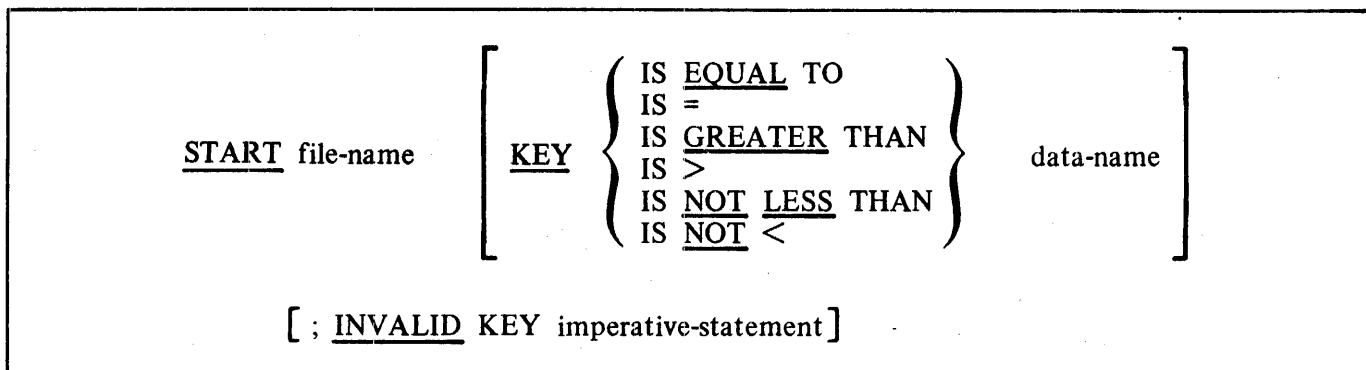 IS EQUAL TO
IS =
IS GREATER THAN
START file-name [ KEY { IS > } data-name ]
IS NOT LESS THAN
IS NOT <
[ ; INVALID KEY imperative-statement ]